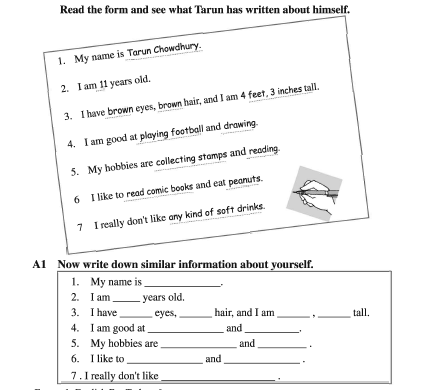 Read the form and see what Tarun has written about himself.
1. My name is Tarun Chowdhury.
2. I am 11 years old.
3. I have brown eyes, brown hair, and I am 4 feet, 3 inches tall.
4. I am good at playing football and drawing.
5. My hobbies are collecting stamps and reading.
6 I like to read comic books and eat peanuts.
7 I really don't like any kind of soft drinks.
A1 Now write down similar information about yourself.
1. My name is ______________.
2. I am _____ years old.
3. I have ______ eyes, ______ hair, and I am ______ , _____ tall.
4. I am good at ______________ and __________.
5. My hobbies are ______________ and _________ .
6. I like to ______________ and ______________ .
7 . I really don't like _____________________ .